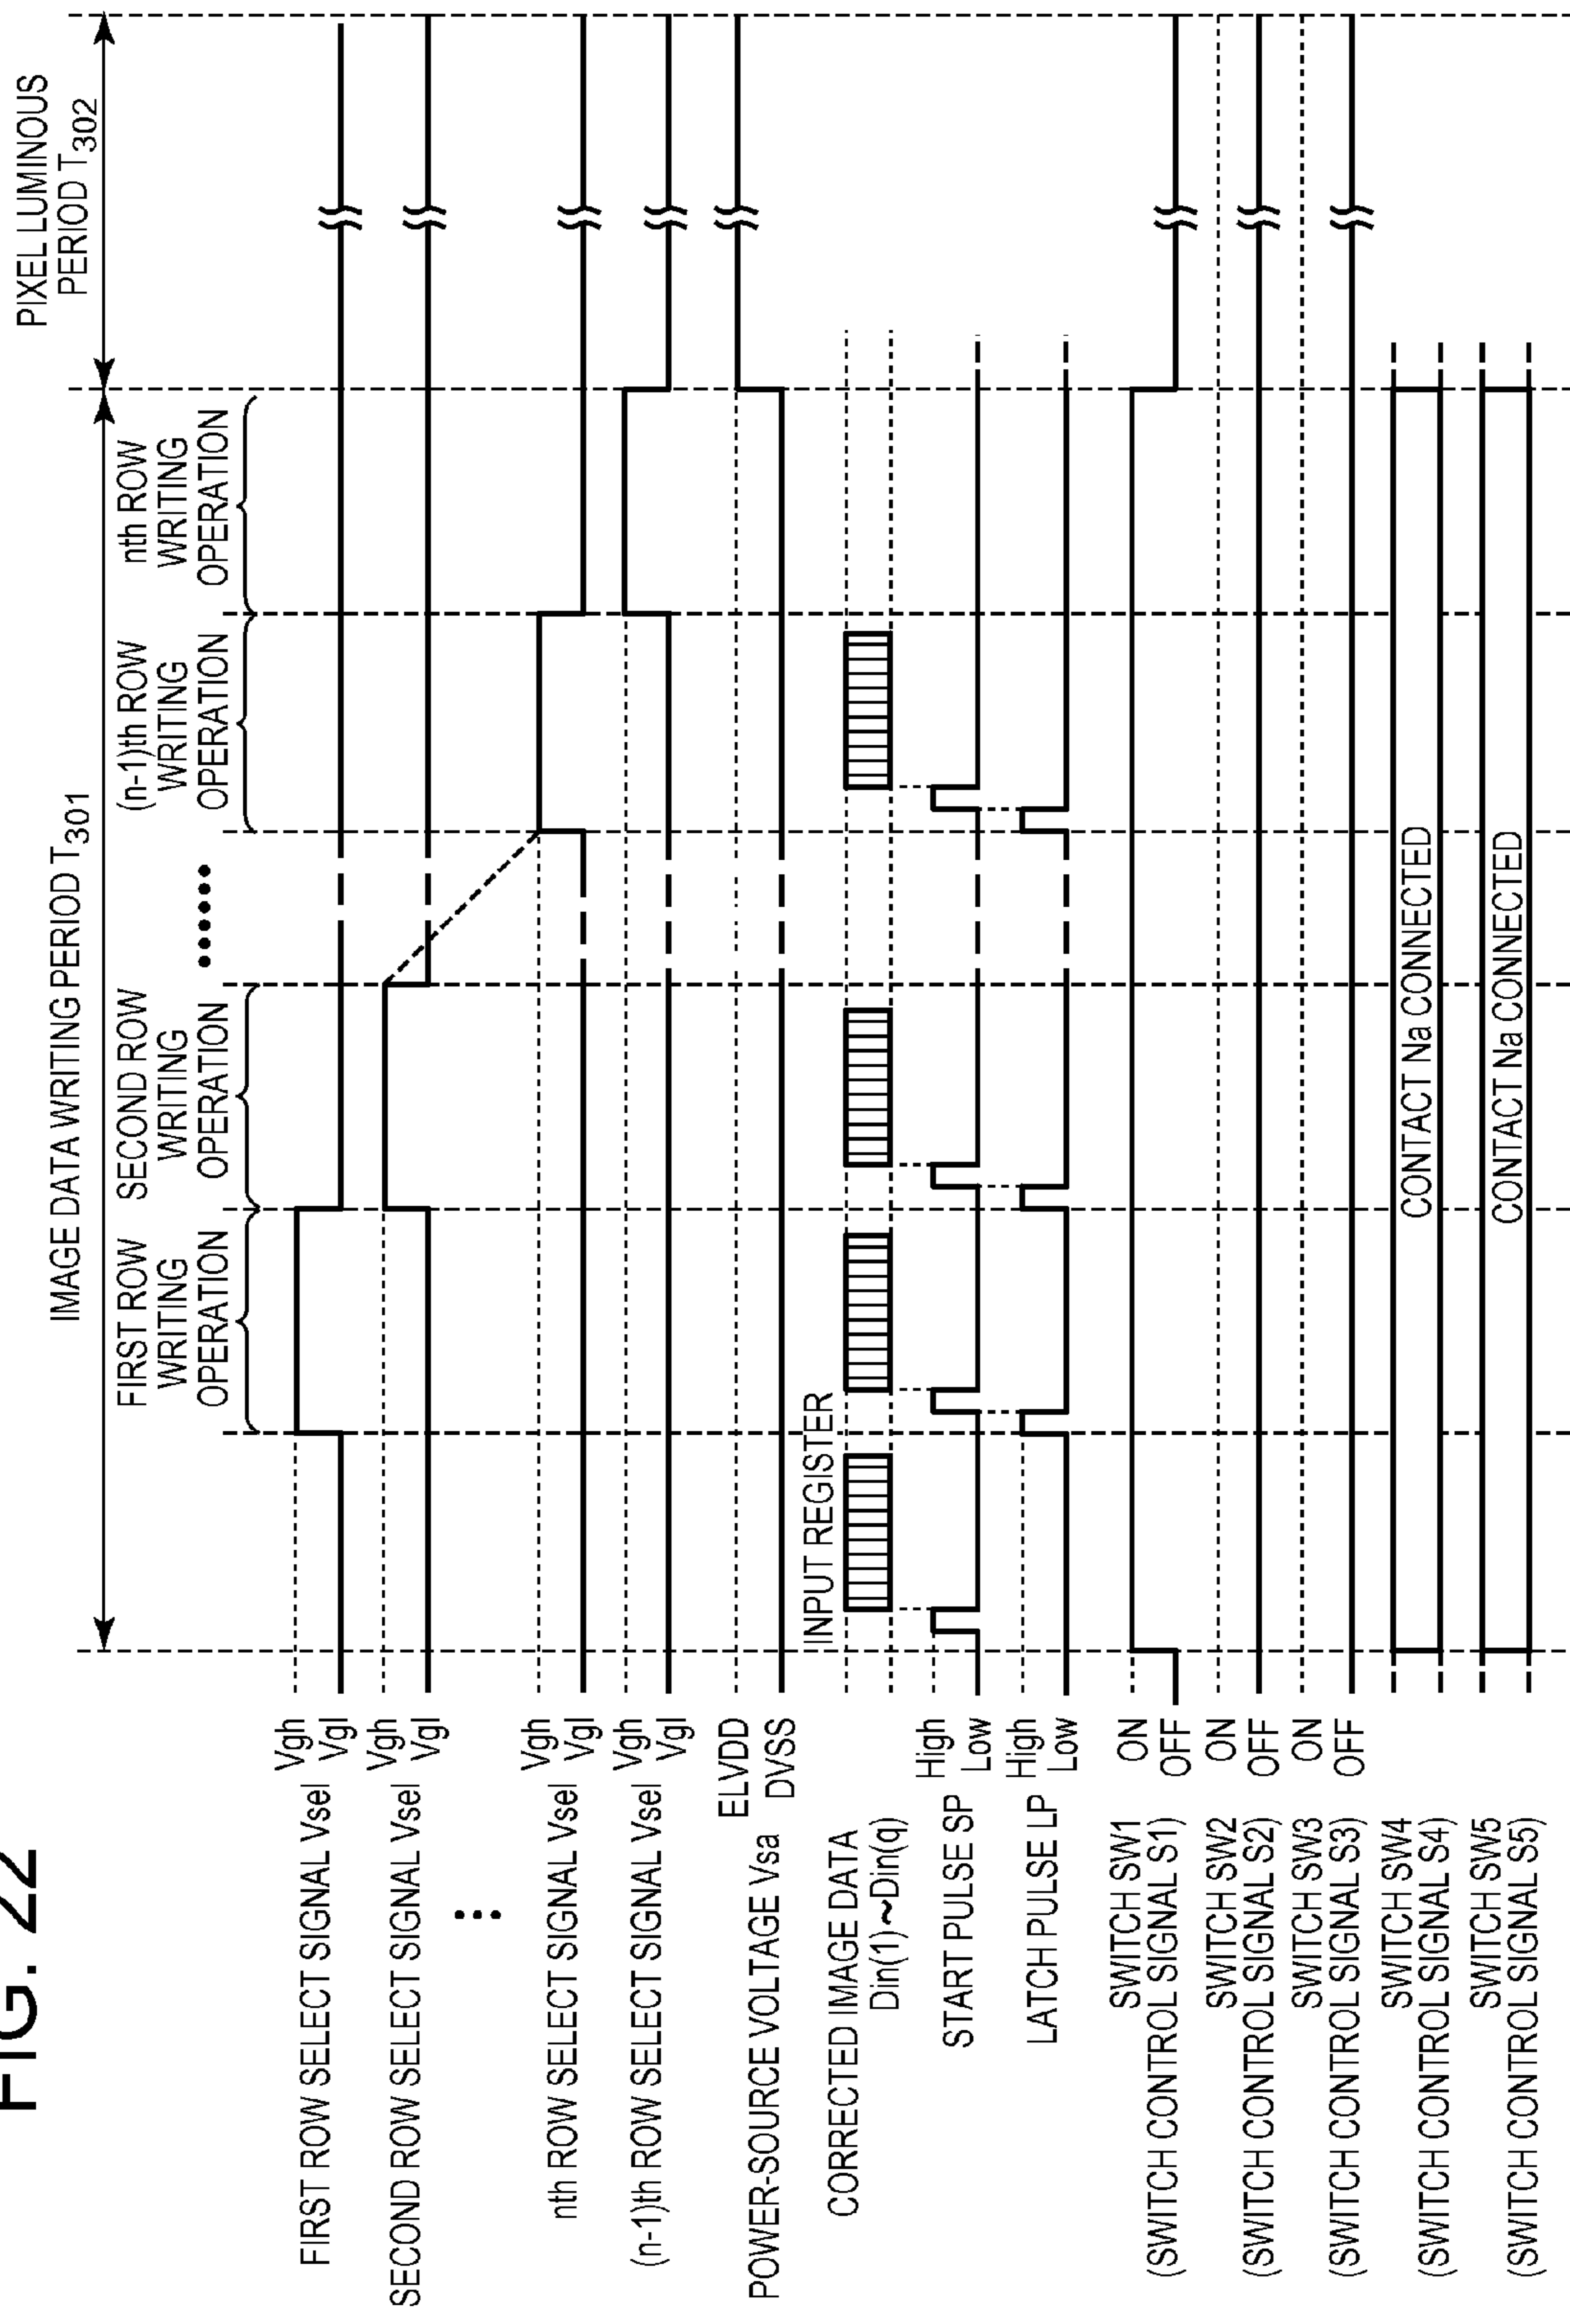 FIG. 22
IMAGE DATA WRITING PERIOD T301
PIXEL LUMINOUS
PERIOD T302
FIRST ROW
WRITING
OPERATION
SECOND ROW
WRITING
OPERATION
••••••
(n-1)th ROW
WRITING
OPERATION
nth ROW
WRITING
OPERATION
FIRST ROW SELECT SIGNAL Vsel
Vgh
Vgl
SECOND ROW SELECT SIGNAL Vsel
Vgh
Vgl
nth ROW SELECT SIGNAL Vsel
Vgh
Vgl
(n-1)th ROW SELECT SIGNAL Vsel
Vgh
Vgl
POWER-SOURCE VOLTAGE Vsa
ELVDD
DVSS
INPUT REGISTER
CORRECTED IMAGE DATA
Din(1)~Din(q)
START PULSE SP
High
Low
LATCH PULSE LP
High
Low
SWITCH SW1
(SWITCH CONTROL SIGNAL S1)
ON
OFF
SWITCH SW2
(SWITCH CONTROL SIGNAL S2)
ON
OFF
SWITCH SW3
(SWITCH CONTROL SIGNAL S3)
ON
OFF
SWITCH SW4
(SWITCH CONTROL SIGNAL S4)
CONTACT Na CONNECTED
SWITCH SW5
(SWITCH CONTROL SIGNAL S5)
CONTACT Na CONNECTED